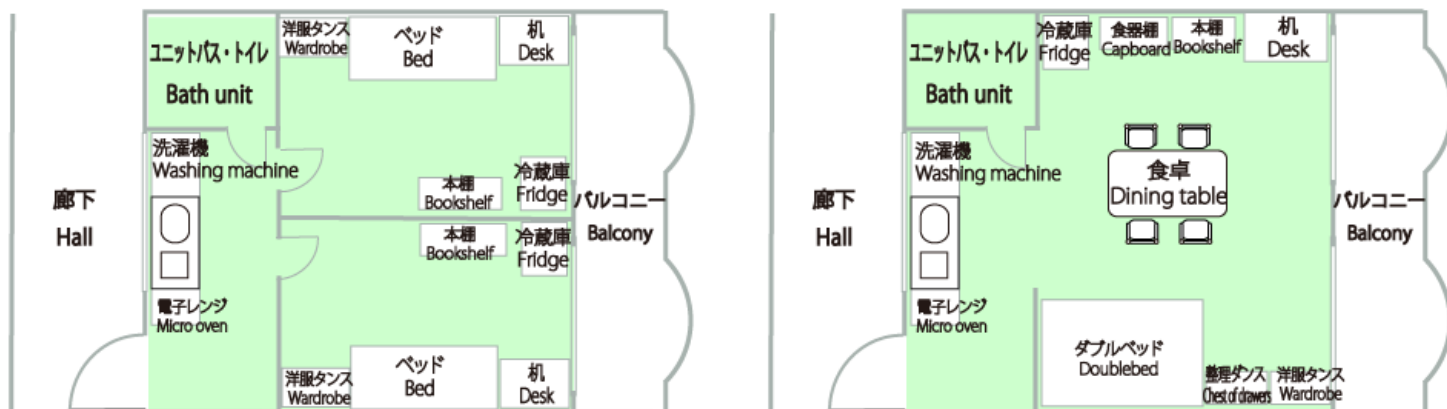 洋服タンス
Wardrobe
ベッド
Bed
机
Desk
ユニットバス・トイレ
Bath unit
洗濯機
Washing machine
本棚
Bookshelf
冷蔵庫
Fridge
廊下
Hall
バルコニー
Balcony
本棚
Bookshelf
冷蔵庫
Fridge
電子レンジ
Micro oven
洋服タンス
Wardrobe
ベッド
Bed
机
Desk
ユニットバス・トイレ
Bath unit
冷蔵庫
Fridge
食器棚
Capboard
本棚
Bookshelf
机
Desk
洗濯機
Washing machine
食卓
Dining table
廊下
Hall
バルコニー
Balcony
電子レンジ
Micro oven
ダブルベッド
Doublebed
整理ダンス
Chest of drawers
洋服タンス
Wardrobe